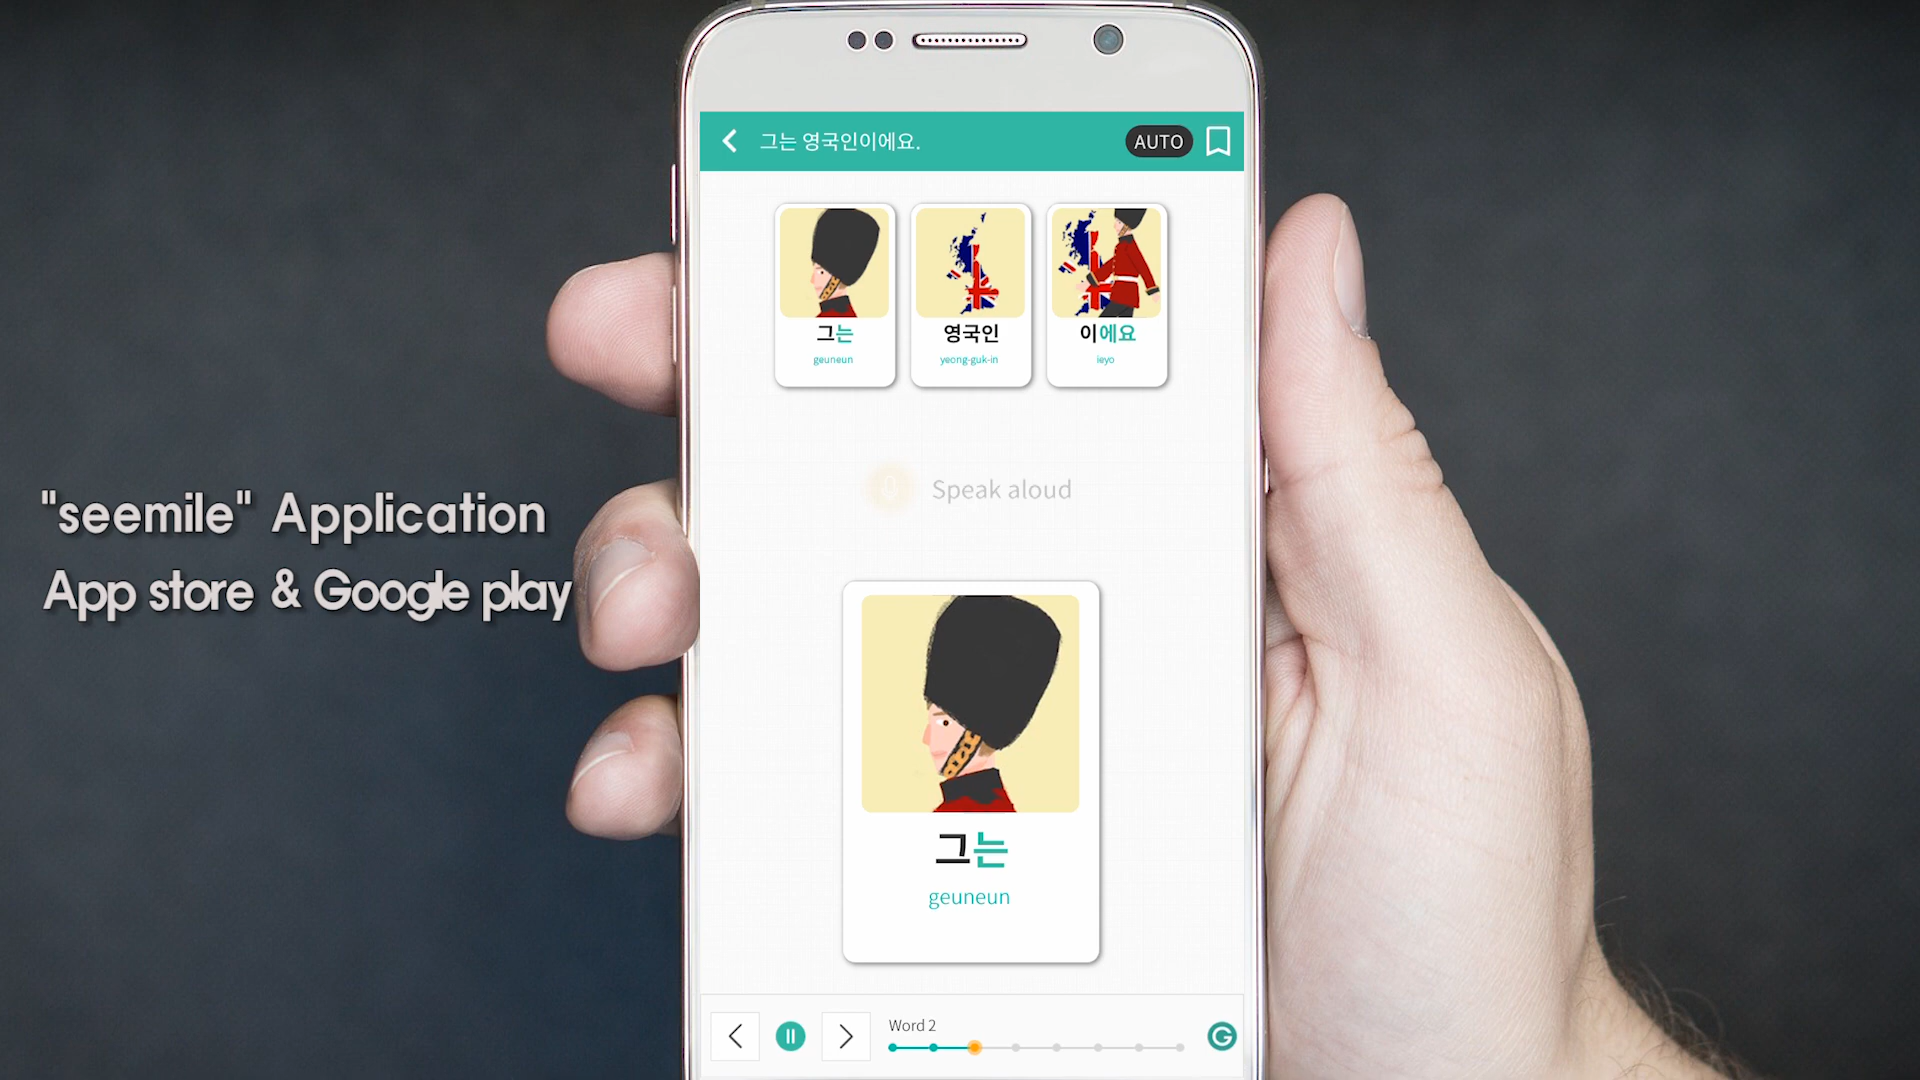 그는 영국인이에요.
AUTO
그는
geuneun
영국인
yeong-guk-in
이에요
ieyo
Speak aloud
"seemile" Application
App store & Google play
그는
geuneun
Word 2
G